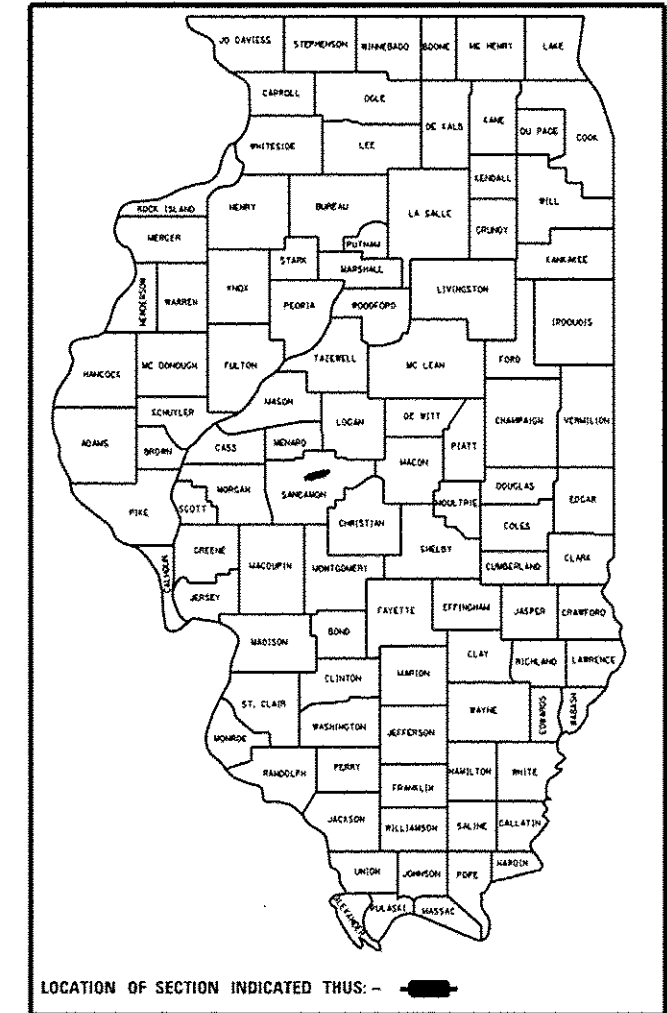 JO DAVIESS STEPHENSON WINNEBADO BOONE MC HENRY LAKE
CARROLL OGLE DE KALB KANE DU PAGE COOK
WHITESIDE LEE
KENDALL WILL
ROCK ISLAND HENRY BUREAU LA SALLE GRUNDY
MERCER PUTNAM
STARK MARSHALL KANKAKEE
HENDERSON WARREN KNOX PEORIA WOODFORD LIVINGSTON IROQUOIS
HANCOCK MC DONOUGH FULTON TAZEWELL MC LEAN FORD
MASON
SCHUYLER LOGAN DE WITT CHAMPAIGN VERMILION
ADAMS BROWN CASS MENARD PIATT
MACON
PIKE SCOTT MORGAN SANGAMON MOULTRIE DOUGLAS EDGAR
CHRISTIAN COLES
GREENE MACOUPIN MONTGOMERY SHELBY CUMBERLAND CLARK
CALHOUN JERSEY
FAYETTE EFFINGHAM JASPER CRAWFORD
MADISON BOND
CLAY RICHLAND LAWRENCE
CLINTON MARION
ST. CLAIR WAYNE EDWARDS WABASH
MONROE WASHINGTON JEFFERSON
RANDOLPH PERRY HAMILTON WHITE
FRANKLIN
JACKSON WILLIAMSON SALINE GALLATIN
UNION JOHNSON POPE HARDIN
ALEXANDER PULASKI MASSAC
LOCATION OF SECTION INDICATED THUS: -